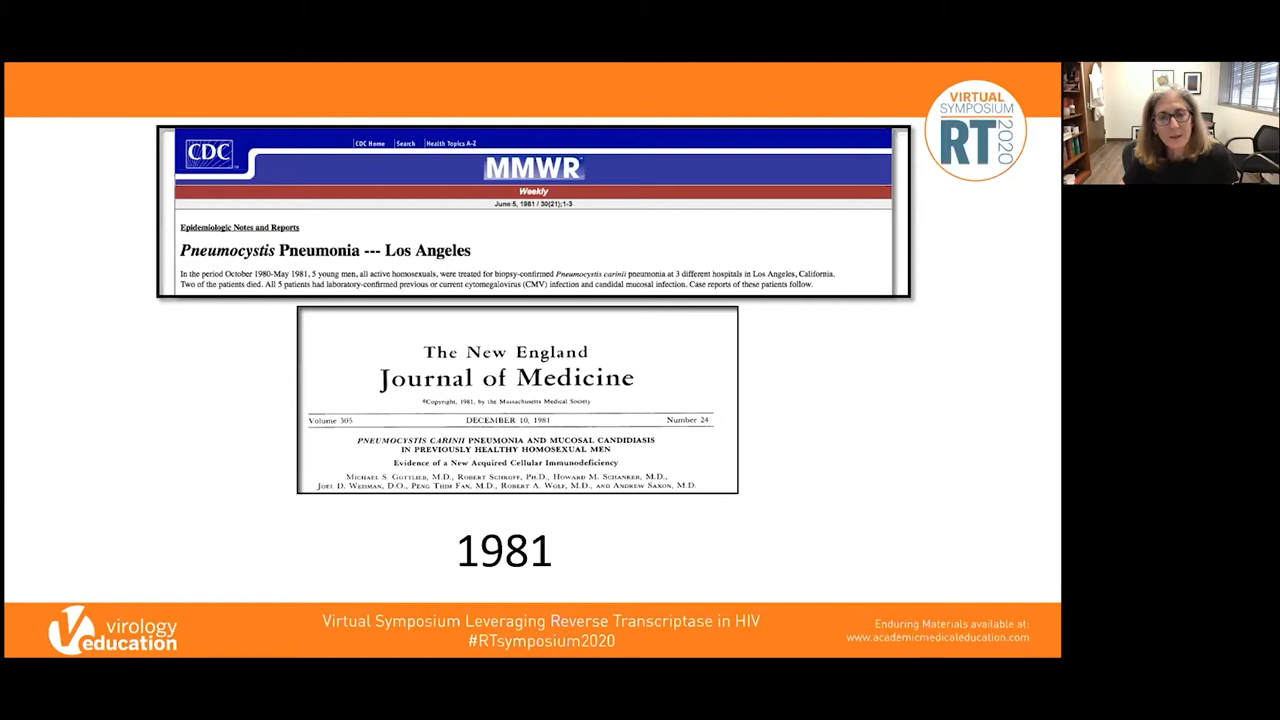 VIRTUAL
SYMPOSIUM
RT
2020
CDC
CDC Home Search Health Topics A-Z
MMWR
Weekly
June 5, 1981 / 30(21);1-3
Epidemiologic Notes and Reports
Pneumocystis Pneumonia --- Los Angeles
In the period October 1980-May 1981, 5 young men, all active homosexuals, were treated for biopsy-confirmed Pneumocystis carinii pneumonia at 3 different hospitals in Los Angeles, California.
Two of the patients died. All 5 patients had laboratory-confirmed previous or current cytomegalovirus (CMV) infection and candidal mucosal infection. Case reports of these patients follow.
The New England
Journal of Medicine
©Copyright, 1981, by the Massachusetts Medical Society
Volume 305 DECEMBER 10, 1981 Number 24
PNEUMOCYSTIS CARINII PNEUMONIA AND MUCOSAL CANDIDIASIS
IN PREVIOUSLY HEALTHY HOMOSEXUAL MEN
Evidence of a New Acquired Cellular Immunodeficiency
MICHAEL S. GOTTLIEB, M.D., ROBERT SCHROFF, PH.D., HOWARD M. SCHANKER, M.D.,
JOEL D. WEISMAN, D.O., PENG THIM FAN, M.D., ROBERT A. WOLF, M.D., AND ANDREW SAXON, M.D.
1981
virology
education
Virtual Symposium Leveraging Reverse Transcriptase in HIV
#RTsymposium2020
Enduring Materials available at:
www.academicmedicaleducation.com